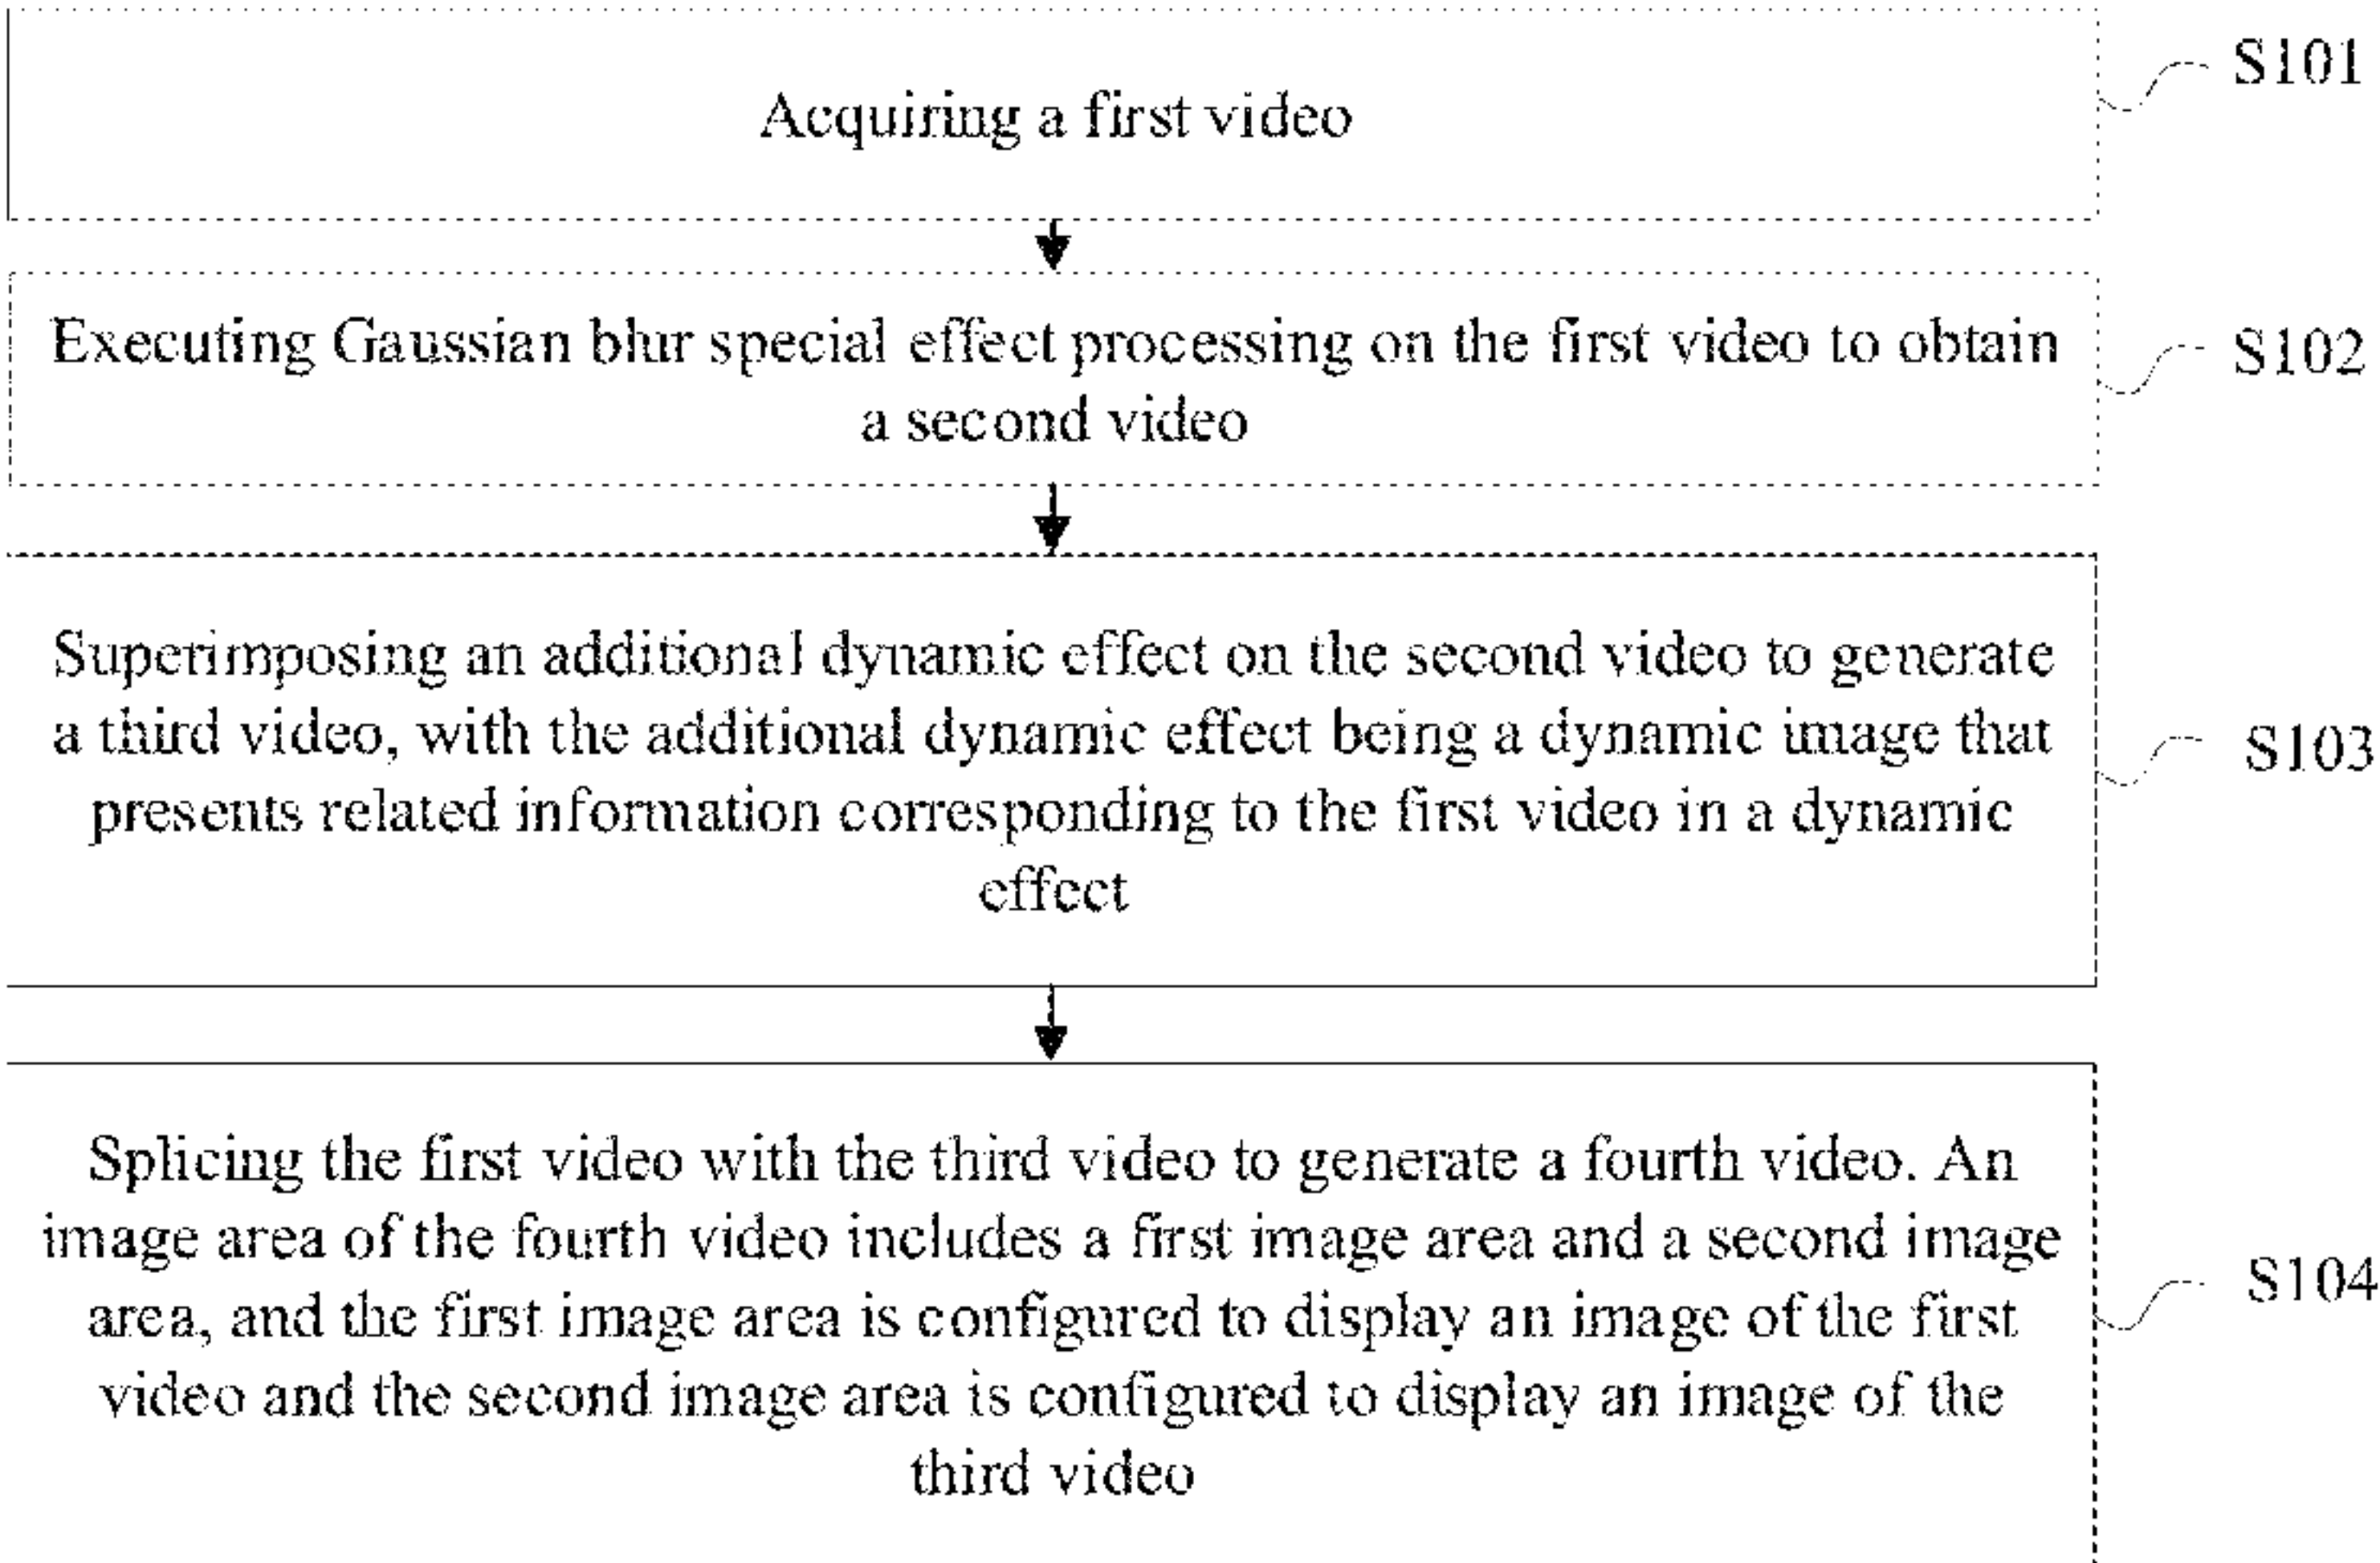 Acquiring a first video
S101
Executing Gaussian blur special effect processing on the first video to obtain
a second video
S102
Superimposing an additional dynamic effect on the second video to generate
a third video, with the additional dynamic effect being a dynamic image that
presents related information corresponding to the first video in a dynamic
effect
S103
Splicing the first video with the third video to generate a fourth video. An
image area of the fourth video includes a first image area and a second image
area, and the first image area is configured to display an image of the first
video and the second image area is configured to display an image of the
third video
S104